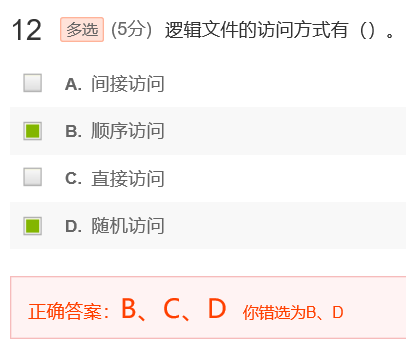 12 多选 (5分) 逻辑文件的访问方式有（）。
A. 间接访问
B. 顺序访问
C. 直接访问
D. 随机访问
正确答案：B、C、D 你错选为B、D